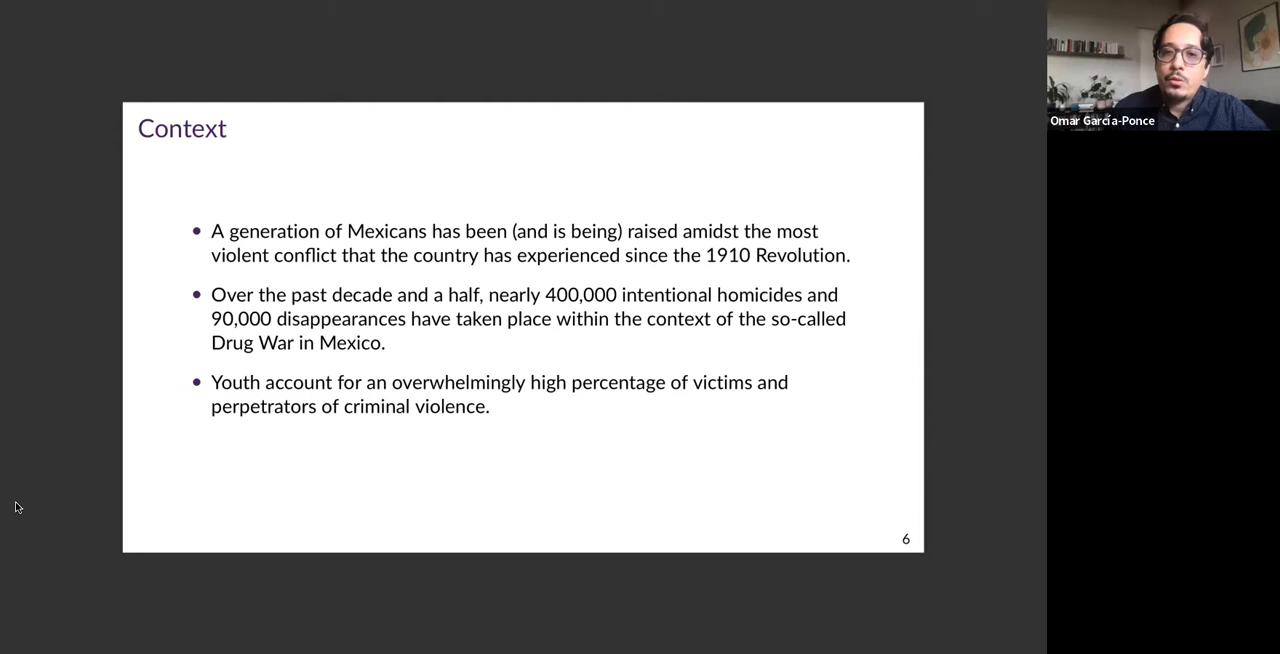 Context
• A generation of Mexicans has been (and is being) raised amidst the most
violent conflict that the country has experienced since the 1910 Revolution.
• Over the past decade and a half, nearly 400,000 intentional homicides and
90,000 disappearances have taken place within the context of the so-called
Drug War in Mexico.
• Youth account for an overwhelmingly high percentage of victims and
perpetrators of criminal violence.
6
Omar García-Ponce